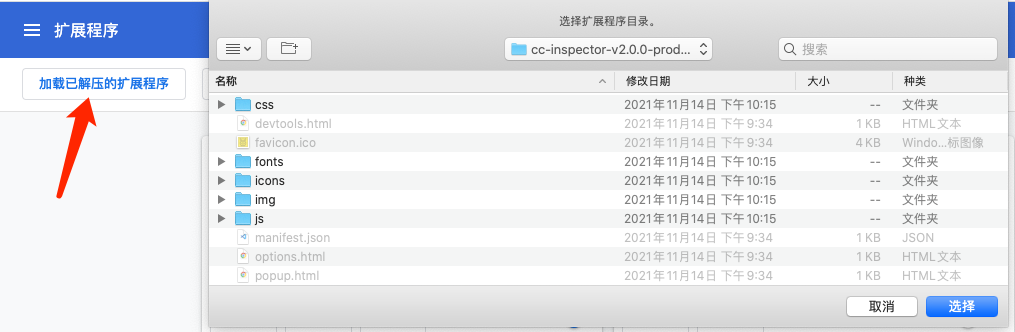 选择扩展程序目录。
扩展程序
cc-inspector-v2.0.0-prod...
搜索
加载已解压的扩展程序
名称 修改日期 大小 种类
css 2021年11月14日 下午10:15 -- 文件夹
devtools.html 2021年11月14日 下午9:34 1 KB HTML文本
favicon.ico 2021年11月14日 下午9:34 4 KB Windo...标图像
fonts 2021年11月14日 下午10:15 -- 文件夹
icons 2021年11月14日 下午10:15 -- 文件夹
img 2021年11月14日 下午10:15 -- 文件夹
js 2021年11月14日 下午10:15 -- 文件夹
manifest.json 2021年11月14日 下午9:34 1 KB JSON
options.html 2021年11月14日 下午9:34 1 KB HTML文本
popup.html 2021年11月14日 下午9:34 1 KB HTML文本
取消 选择